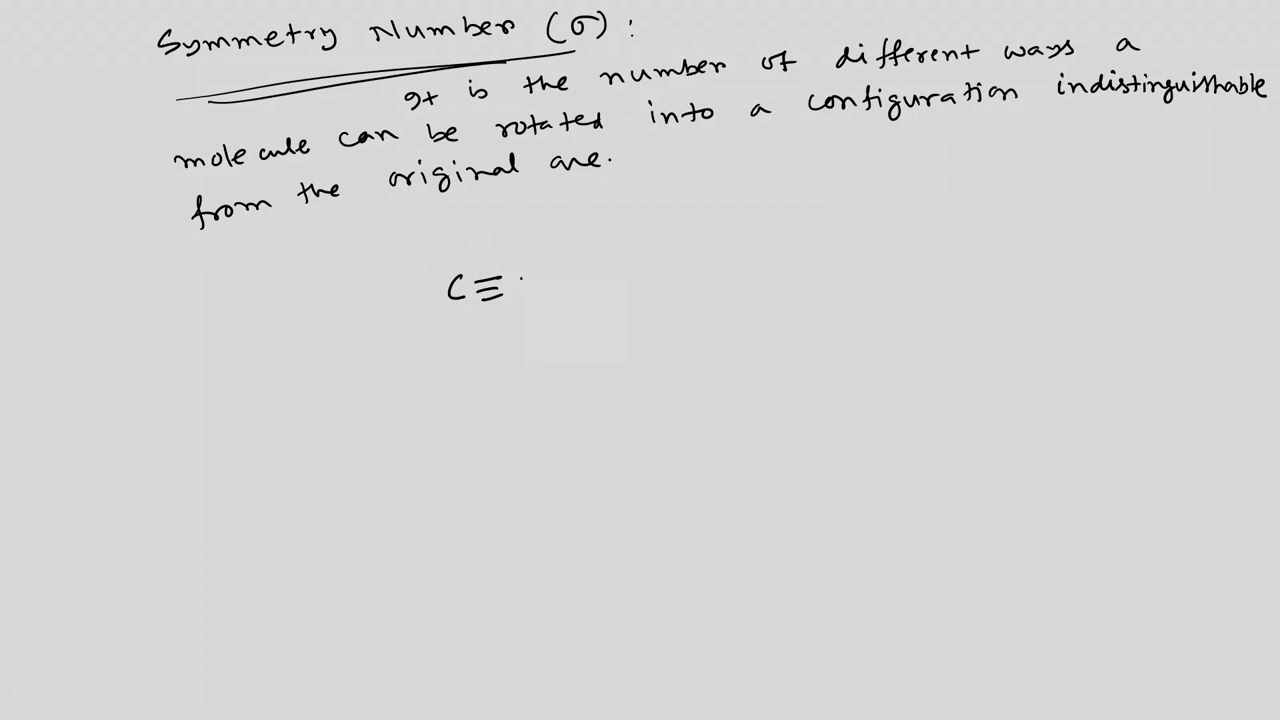 Symmetry Number (σ):
It is the number of different ways a
molecule can be rotated into a configuration indistinguishable
from the original one.
C≡